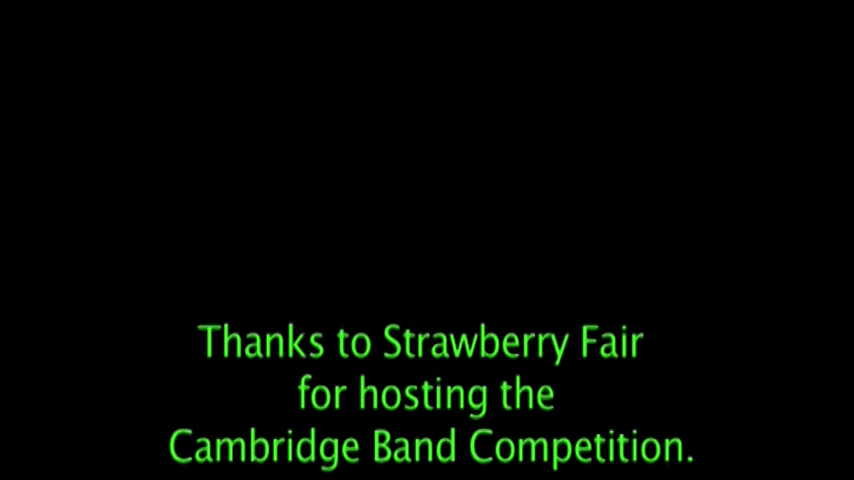 Thanks to Strawberry Fair
for hosting the
Cambridge Band Competition.